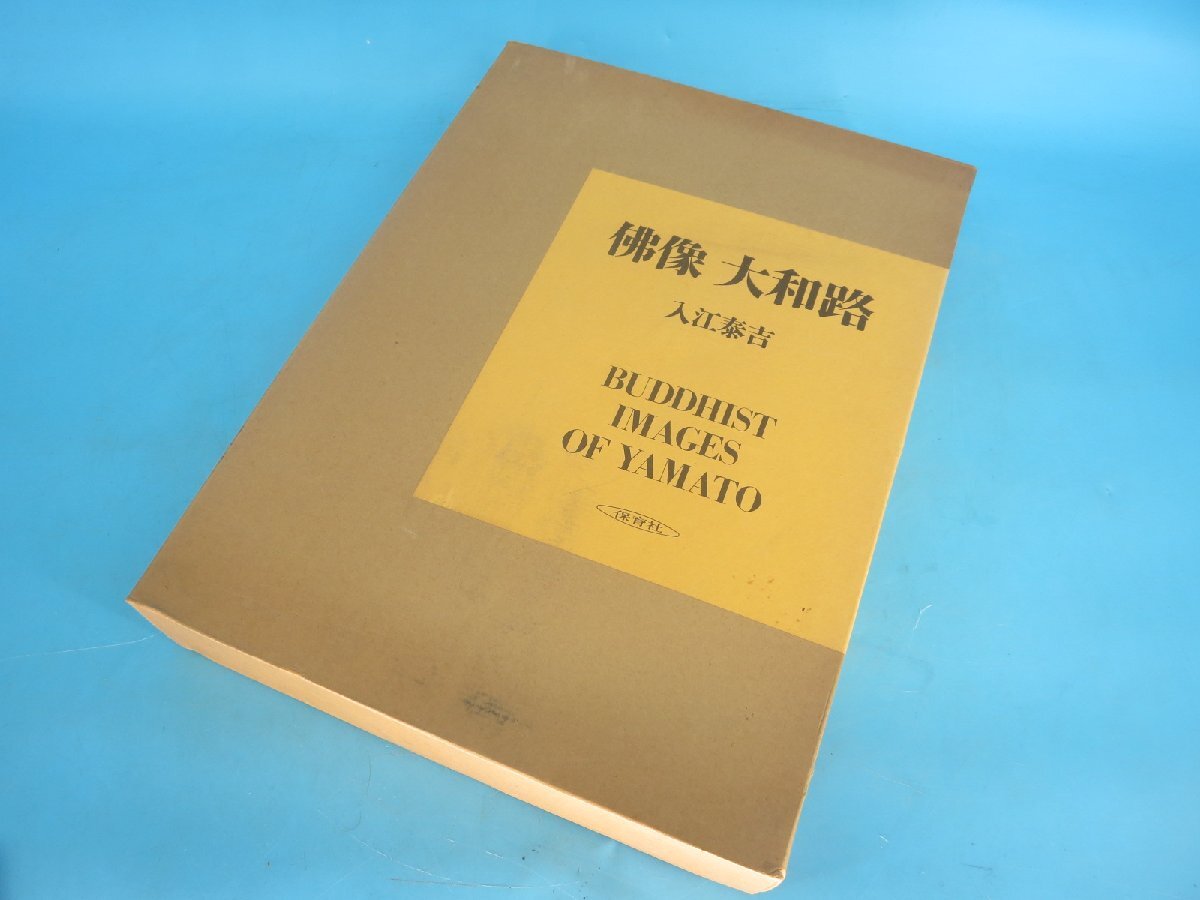 佛像 大和路
入江泰吉
BUDDHIST
IMAGES
OF YAMATO
保育社